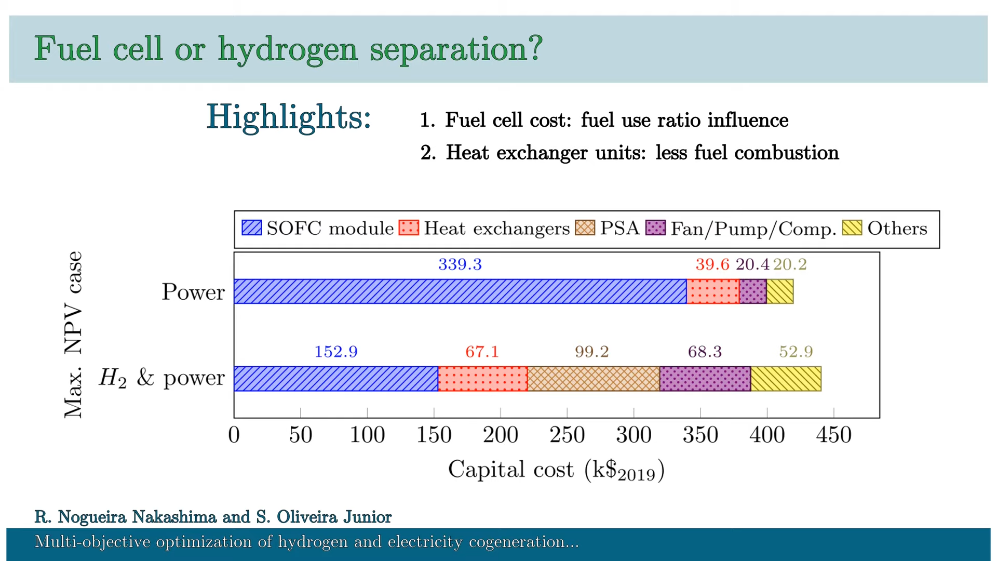 Fuel cell or hydrogen separation?
Highlights:
1. Fuel cell cost: fuel use ratio influence
2. Heat exchanger units: less fuel combustion
SOFC module Heat exchangers PSA Fan/Pump/Comp. Others
339.3 39.6 20.4 20.2
Power
152.9 67.1 99.2 68.3 52.9
H2 & power
Max. NPV case
0 50 100 150 200 250 300 350 400 450
Capital cost (k$2019)
R. Nogueira Nakashima and S. Oliveira Junior
Multi-objective optimization of hydrogen and electricity cogeneration...